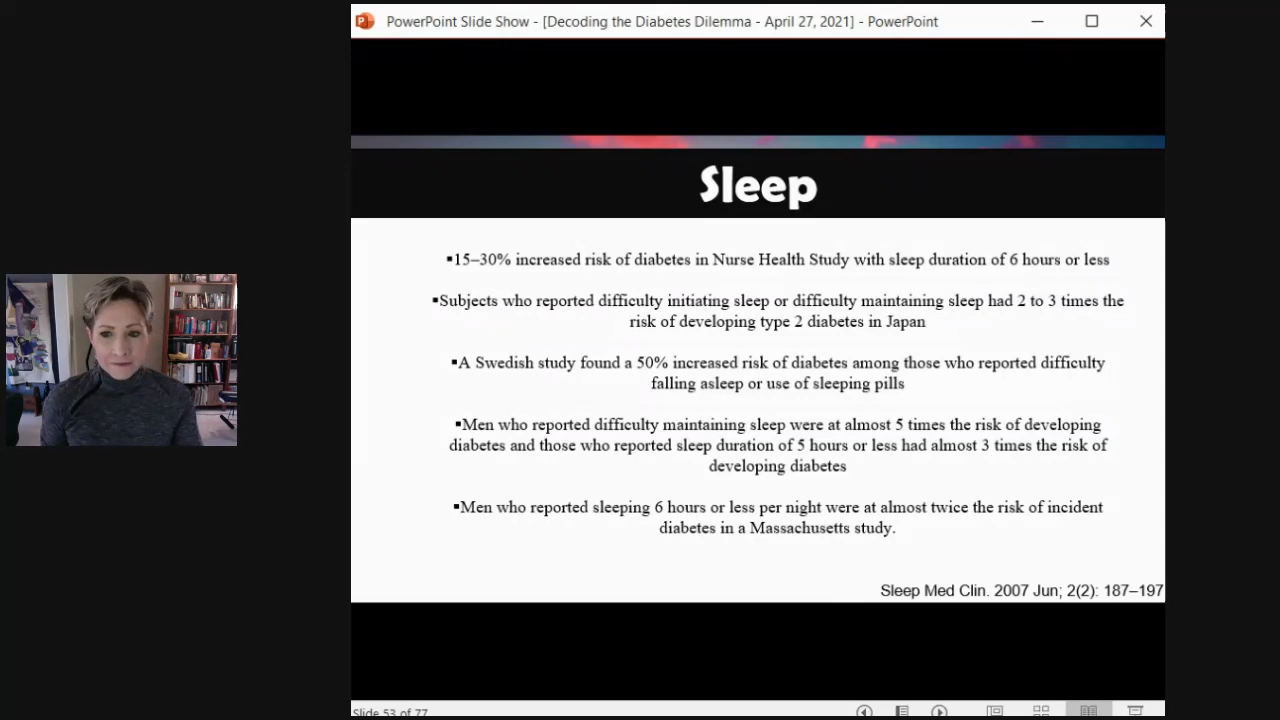 PowerPoint Slide Show - [Decoding the Diabetes Dilemma - April 27, 2021] - PowerPoint
Sleep
▪15–30% increased risk of diabetes in Nurse Health Study with sleep duration of 6 hours or less
▪Subjects who reported difficulty initiating sleep or difficulty maintaining sleep had 2 to 3 times the
risk of developing type 2 diabetes in Japan
▪A Swedish study found a 50% increased risk of diabetes among those who reported difficulty
falling asleep or use of sleeping pills
▪Men who reported difficulty maintaining sleep were at almost 5 times the risk of developing
diabetes and those who reported sleep duration of 5 hours or less had almost 3 times the risk of
developing diabetes
▪Men who reported sleeping 6 hours or less per night were at almost twice the risk of incident
diabetes in a Massachusetts study.
Sleep Med Clin. 2007 Jun; 2(2): 187–197
Slide 53 of 77